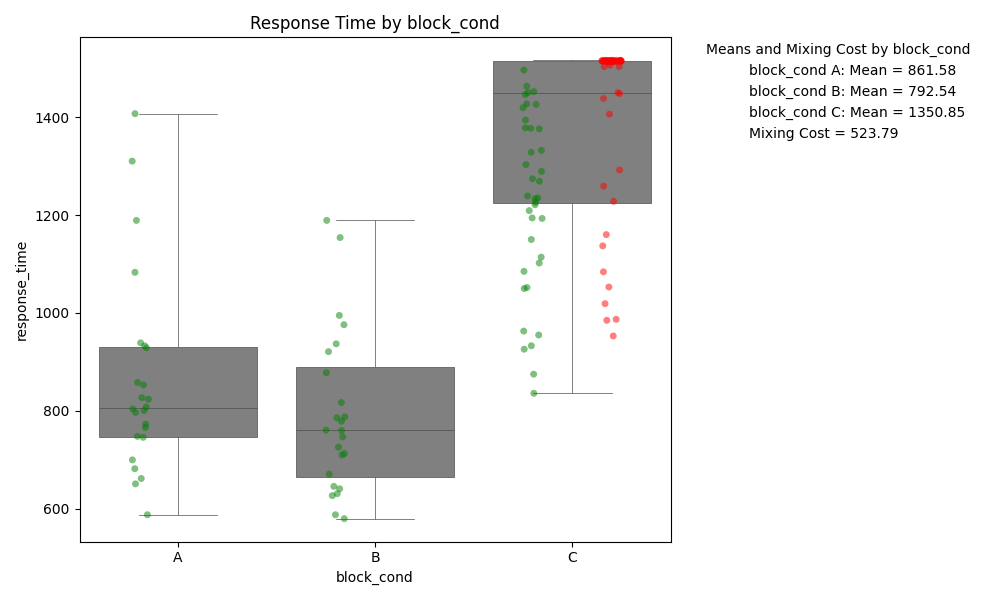 Response Time by block_cond
Means and Mixing Cost by block_cond
block_cond A: Mean = 861.58
block_cond B: Mean = 792.54
block_cond C: Mean = 1350.85
Mixing Cost = 523.79
response_time
1400
1200
1000
800
600
A
B
C
block_cond